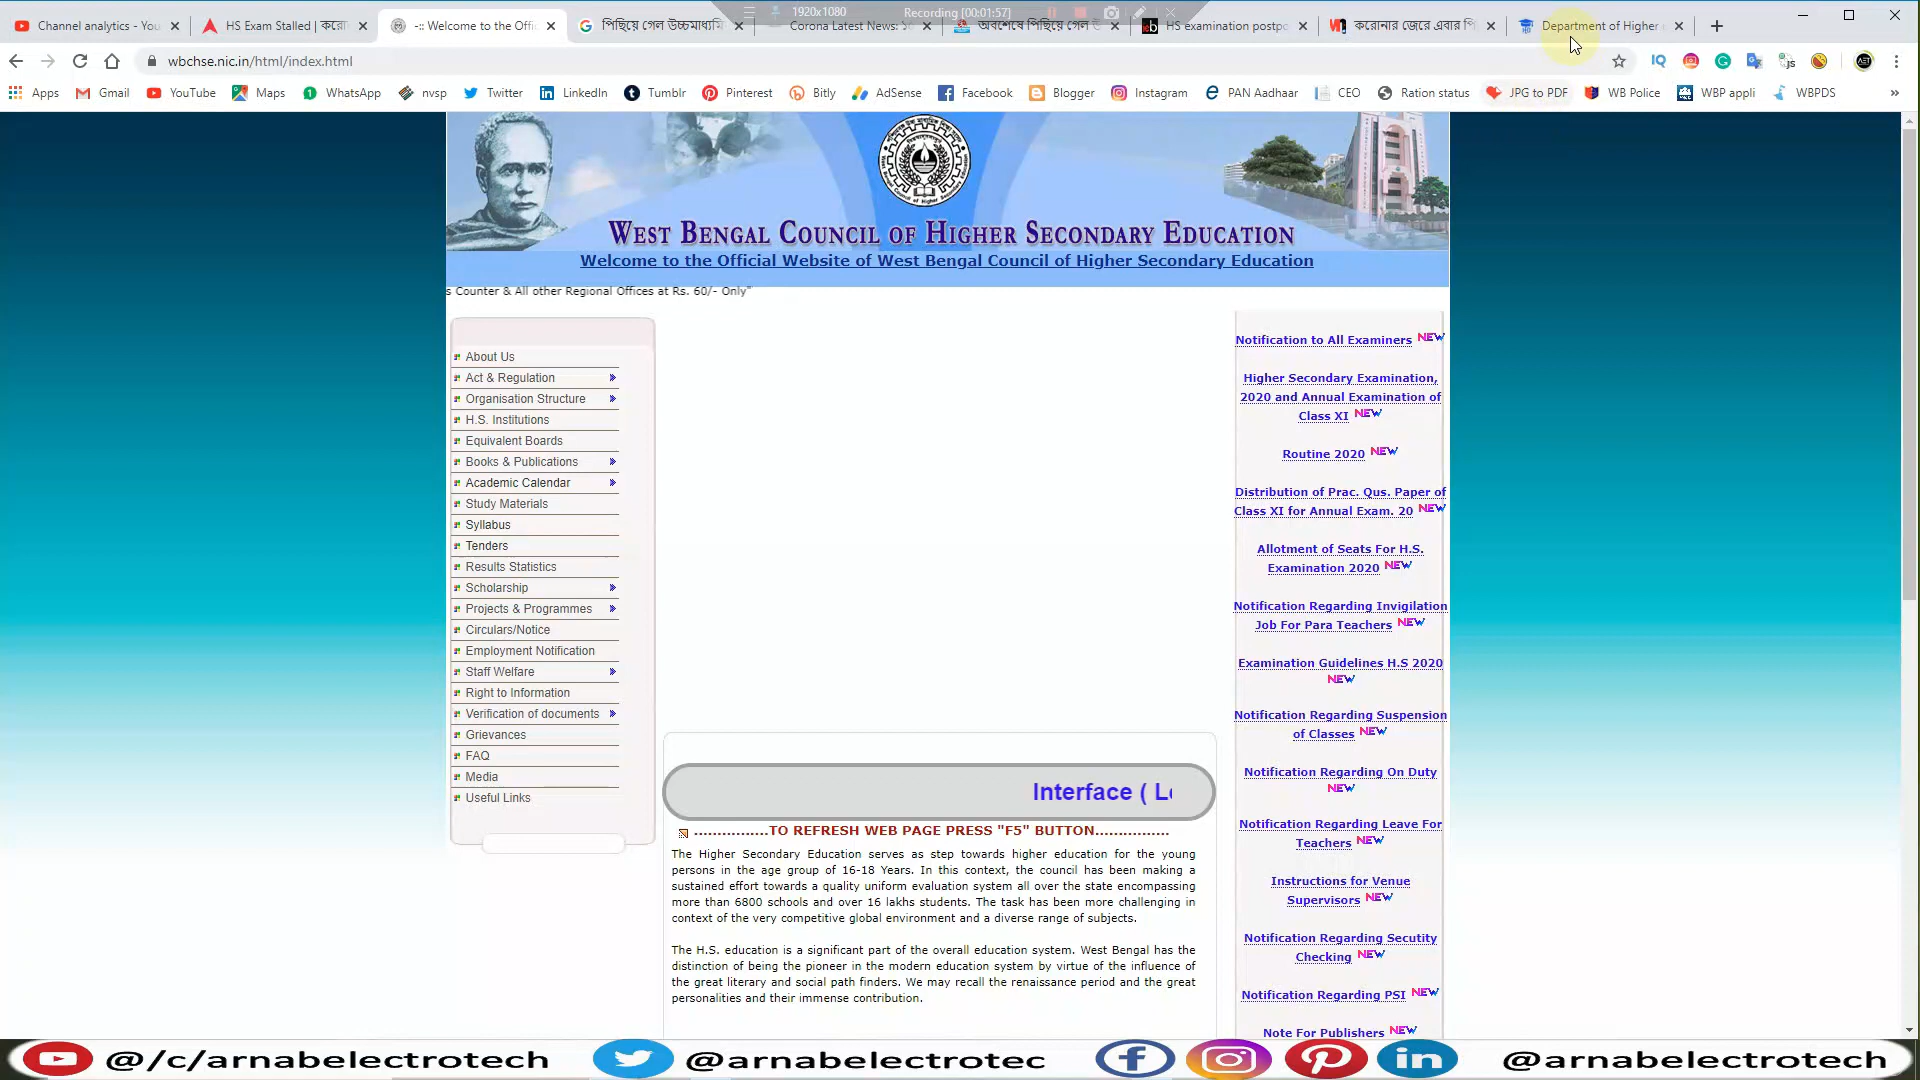 1920x1080
Recording [00:01:57]
Channel analytics - You
HS Exam Stalled | করো
-:: Welcome to the Offic
পিছিয়ে গেল উচ্চমাধ্যমি
Corona Latest News: 1
অবশেষে পিছিয়ে গেল উ
HS examination postpo
করোনার জেরে এবার পি
Department of Higher
wbchse.nic.in/html/index.html
Apps
Gmail
YouTube
Maps
WhatsApp
nvsp
Twitter
LinkedIn
Tumblr
Pinterest
Bitly
AdSense
Facebook
Blogger
Instagram
PAN Aadhaar
CEO
Ration status
JPG to PDF
WB Police
WBP appli
WBPDS
West Bengal Council of Higher Secondary Education
Welcome to the Official Website of West Bengal Council of Higher Secondary Education
s Counter & All other Regional Offices at Rs. 60/- Only"
About Us
Act & Regulation
Organisation Structure
H.S. Institutions
Equivalent Boards
Books & Publications
Academic Calendar
Study Materials
Syllabus
Tenders
Results Statistics
Scholarship
Projects & Programmes
Circulars/Notice
Employment Notification
Staff Welfare
Right to Information
Verification of documents
Grievances
FAQ
Media
Useful Links
Interface ( L
................TO REFRESH WEB PAGE PRESS "F5" BUTTON................
The Higher Secondary Education serves as step towards higher education for the young
persons in the age group of 16-18 Years. In this context, the council has been making a
sustained effort towards a quality uniform evaluation system all over the state encompassing
more than 6800 schools and over 16 lakhs students. The task has been more challenging in
context of the very competitive global environment and a diverse range of subjects.
The H.S. education is a significant part of the overall education system. West Bengal has the
distinction of being the pioneer in the modern education system by virtue of the influence of
the great literary and social path finders. We may recall the renaissance period and the great
personalities and their immense contribution.
Notification to All Examiners NEW
Higher Secondary Examination,
2020 and Annual Examination of
Class XI NEW
Routine 2020 NEW
Distribution of Prac. Qus. Paper of
Class XI for Annual Exam. 20 NEW
Allotment of Seats For H.S.
Examination 2020 NEW
Notification Regarding Invigilation
Job For Para Teachers NEW
Examination Guidelines H.S 2020
NEW
Notification Regarding Suspension
of Classes NEW
Notification Regarding On Duty
NEW
Notification Regarding Leave For
Teachers NEW
Instructions for Venue
Supervisors NEW
Notification Regarding Secutity
Checking NEW
Notification Regarding PSI NEW
Note For Publishers NEW
@/c/arnabelectrotech
@arnabelectrotec
@arnabelectrotech